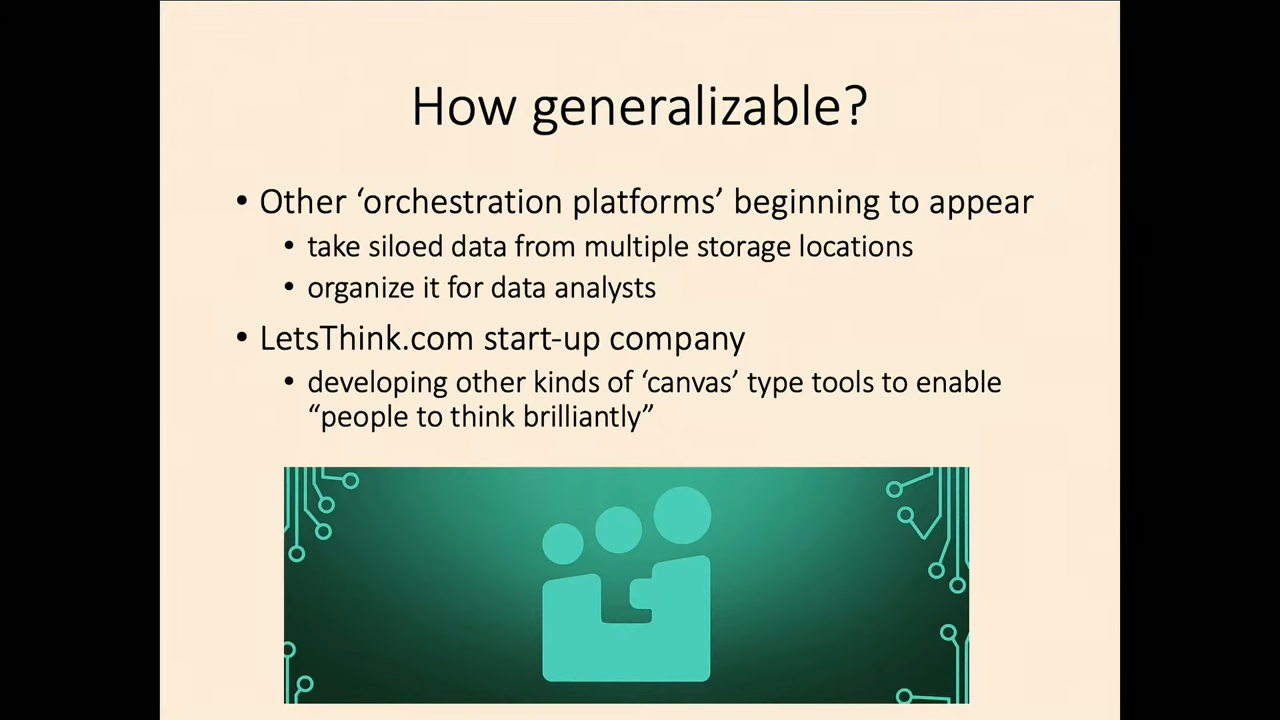 How generalizable?
• Other ‘orchestration platforms’ beginning to appear
• take siloed data from multiple storage locations
• organize it for data analysts
• LetsThink.com start-up company
• developing other kinds of ‘canvas’ type tools to enable
“people to think brilliantly”